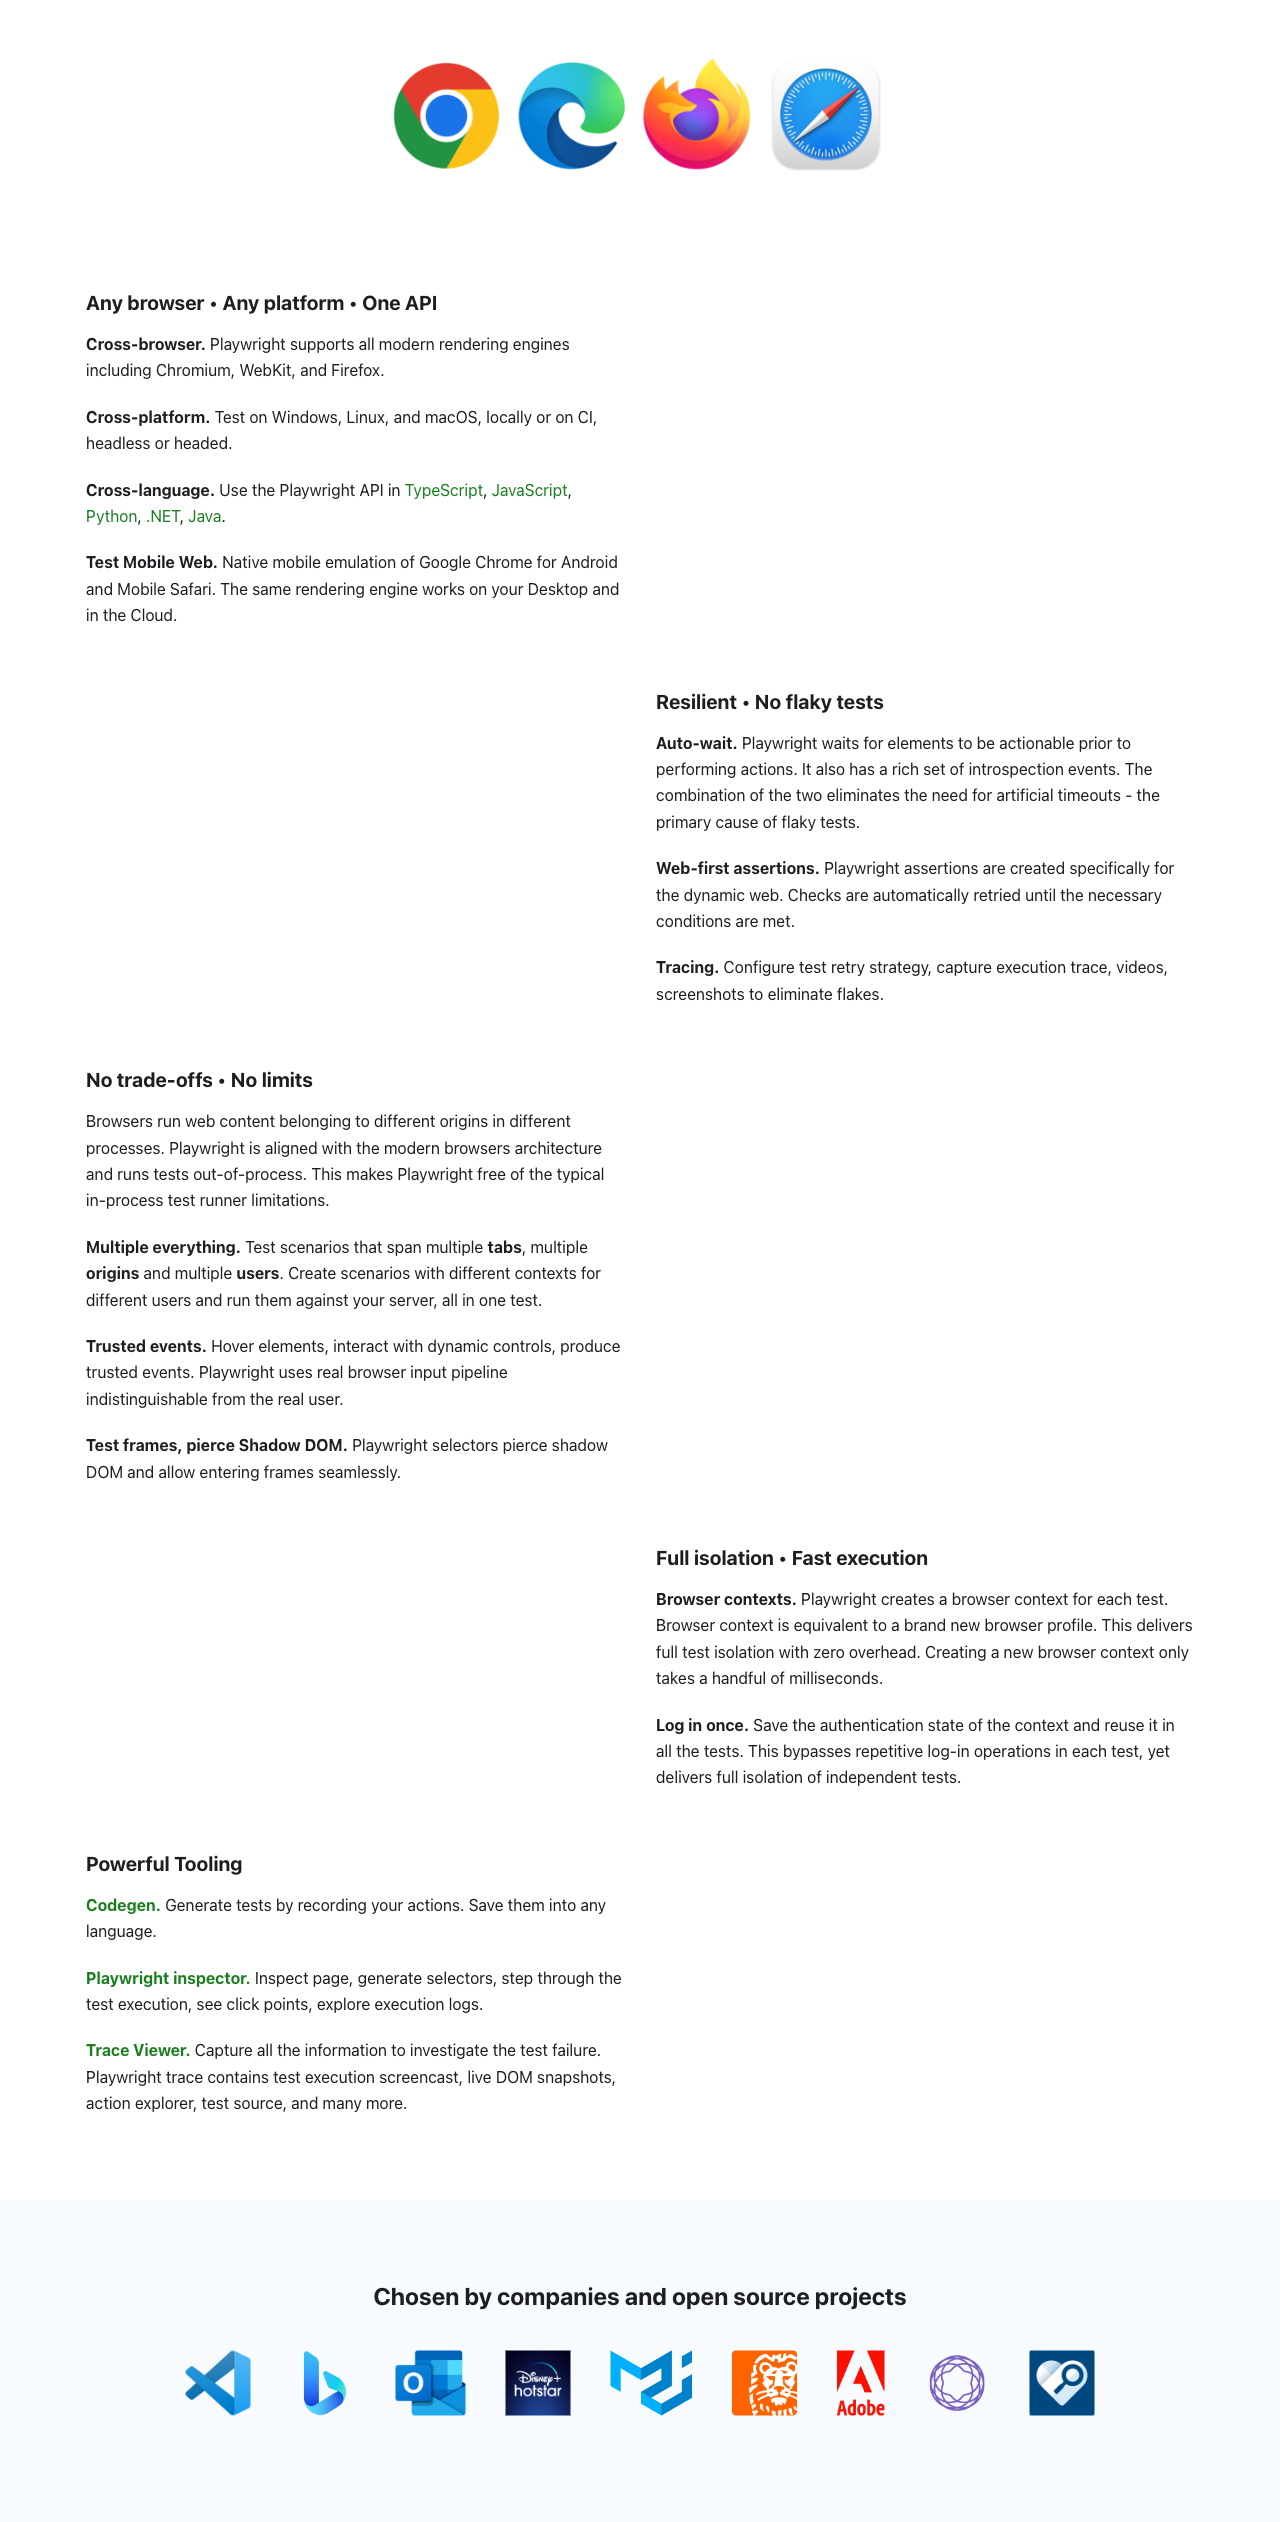 Any browser • Any platform • One API
Cross-browser. Playwright supports all modern rendering engines
including Chromium, WebKit, and Firefox.
Cross-platform. Test on Windows, Linux, and macOS, locally or on CI,
headless or headed.
Cross-language. Use the Playwright API in TypeScript, JavaScript,
Python, .NET, Java.
Test Mobile Web. Native mobile emulation of Google Chrome for Android
and Mobile Safari. The same rendering engine works on your Desktop and
in the Cloud.
Resilient • No flaky tests
Auto-wait. Playwright waits for elements to be actionable prior to
performing actions. It also has a rich set of introspection events. The
combination of the two eliminates the need for artificial timeouts - the
primary cause of flaky tests.
Web-first assertions. Playwright assertions are created specifically for
the dynamic web. Checks are automatically retried until the necessary
conditions are met.
Tracing. Configure test retry strategy, capture execution trace, videos,
screenshots to eliminate flakes.
No trade-offs • No limits
Browsers run web content belonging to different origins in different
processes. Playwright is aligned with the modern browsers architecture
and runs tests out-of-process. This makes Playwright free of the typical
in-process test runner limitations.
Multiple everything. Test scenarios that span multiple tabs, multiple
origins and multiple users. Create scenarios with different contexts for
different users and run them against your server, all in one test.
Trusted events. Hover elements, interact with dynamic controls, produce
trusted events. Playwright uses real browser input pipeline
indistinguishable from the real user.
Test frames, pierce Shadow DOM. Playwright selectors pierce shadow
DOM and allow entering frames seamlessly.
Full isolation • Fast execution
Browser contexts. Playwright creates a browser context for each test.
Browser context is equivalent to a brand new browser profile. This delivers
full test isolation with zero overhead. Creating a new browser context only
takes a handful of milliseconds.
Log in once. Save the authentication state of the context and reuse it in
all the tests. This bypasses repetitive log-in operations in each test, yet
delivers full isolation of independent tests.
Powerful Tooling
Codegen. Generate tests by recording your actions. Save them into any
language.
Playwright inspector. Inspect page, generate selectors, step through the
test execution, see click points, explore execution logs.
Trace Viewer. Capture all the information to investigate the test failure.
Playwright trace contains test execution screencast, live DOM snapshots,
action explorer, test source, and many more.
Chosen by companies and open source projects
O
Disney+
hotstar
Adobe